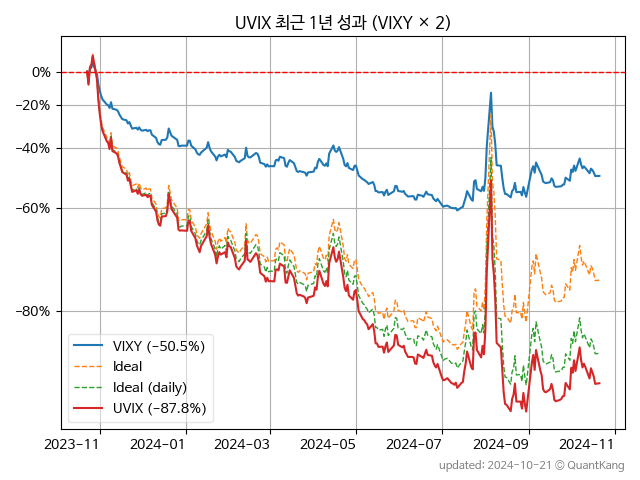 UVIX 최근 1년 성과 (VIXY × 2)
0%
−20%
−40%
−60%
−80%
VIXY (−50.5%)
Ideal
Ideal (daily)
UVIX (−87.8%)
2023-11
2024-01
2024-03
2024-05
2024-07
2024-09
2024-11
updated: 2024-10-21 © QuantKang